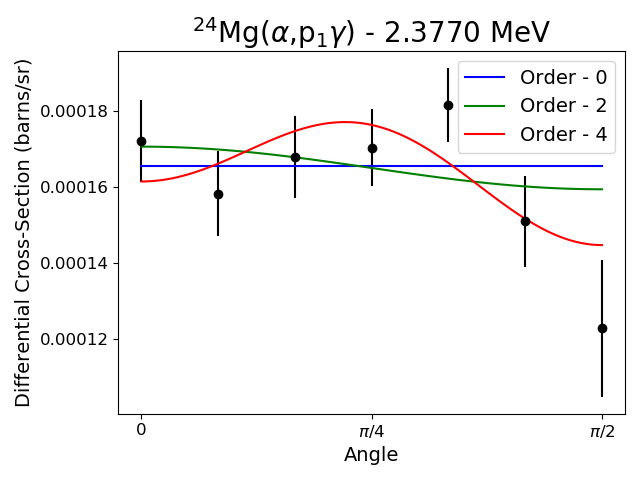 ²⁴Mg(α,p₁γ) - 2.3770 MeV
Differential Cross-Section (barns/sr)
0.00018
0.00016
0.00014
0.00012
Order - 0
Order - 2
Order - 4
0
π/4
π/2
Angle